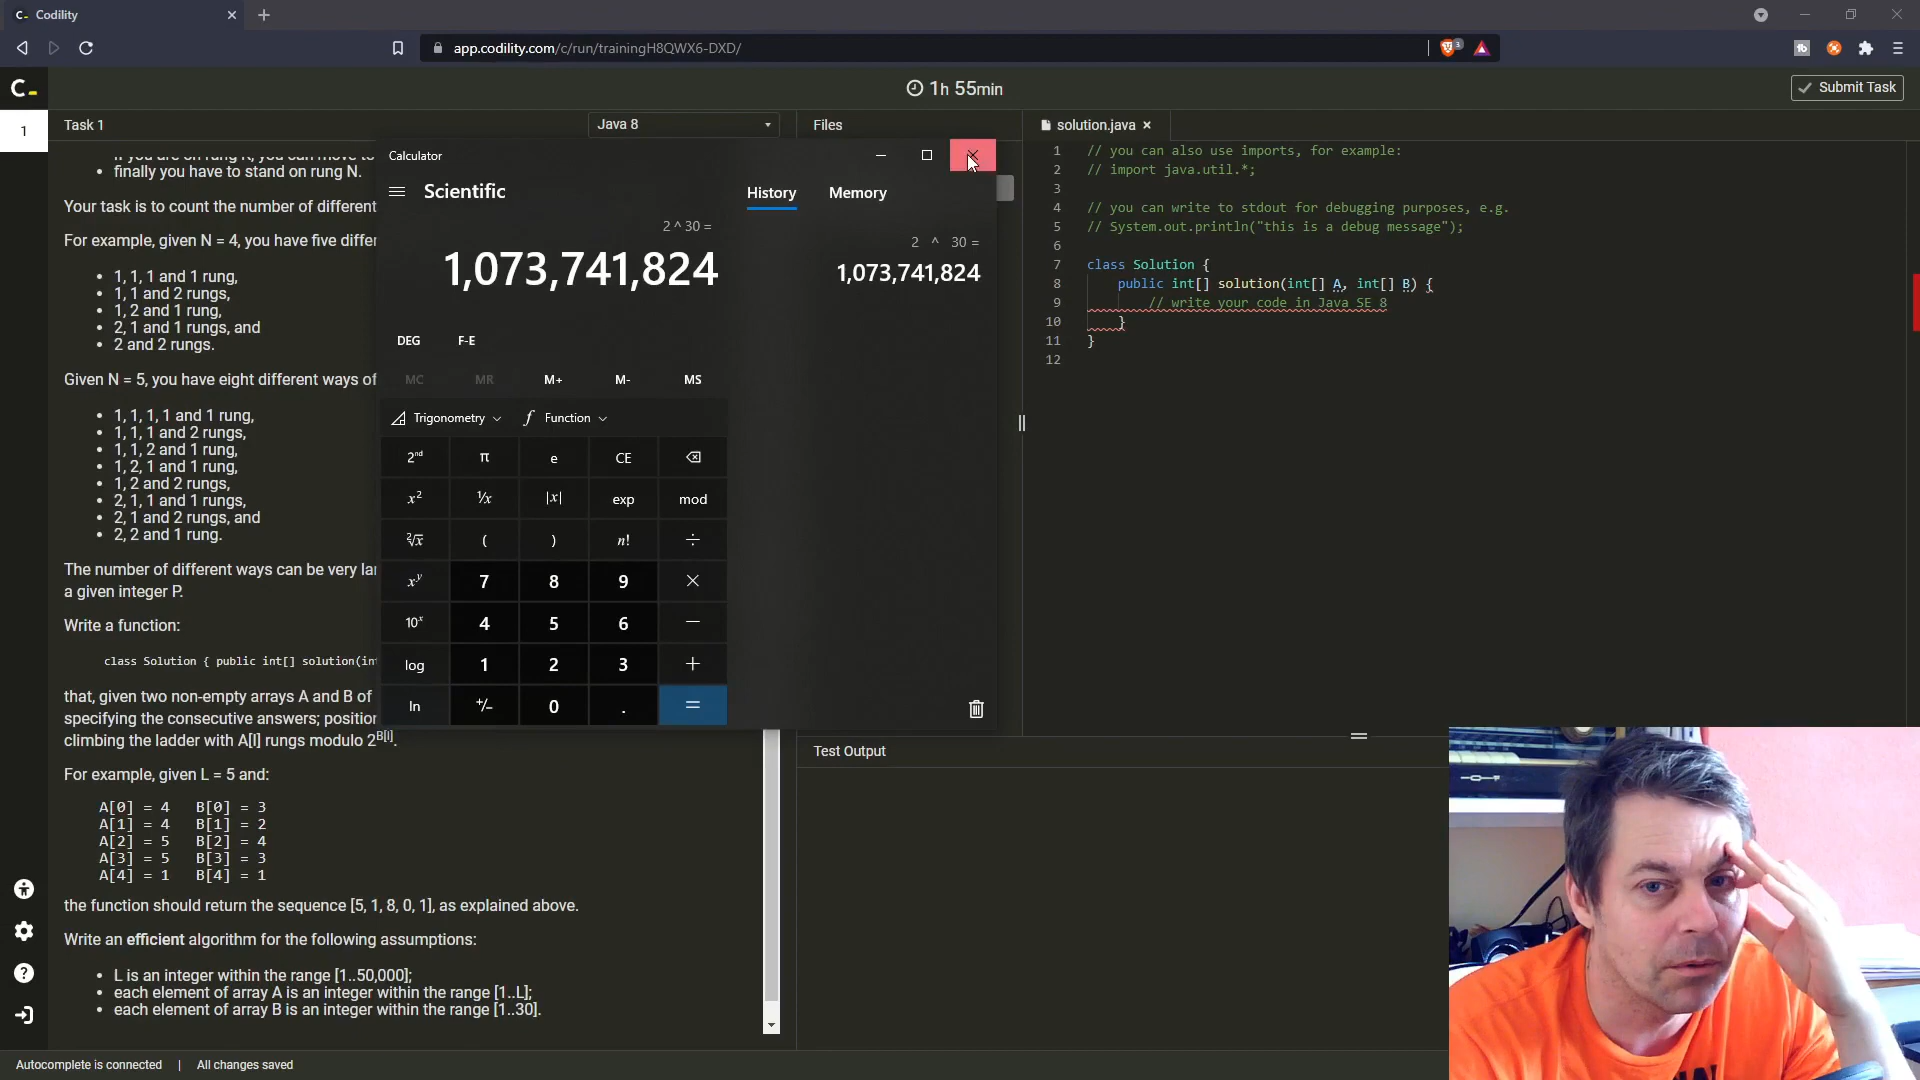 Codility
app.codility.com/c/run/trainingH8QWX6-DXD/
3
1h 55min
Submit Task
1
Task 1
Java 8
Files
solution.java
if you are on rung K, you can move to
finally you have to stand on rung N.
Your task is to count the number of different
For example, given N = 4, you have five differ
1, 1, 1 and 1 rung,
1, 1 and 2 rungs,
1, 2 and 1 rung,
2, 1 and 1 rungs, and
2 and 2 rungs.
Given N = 5, you have eight different ways of
1, 1, 1, 1 and 1 rung,
1, 1, 1 and 2 rungs,
1, 1, 2 and 1 rung,
1, 2, 1 and 1 rung,
1, 2 and 2 rungs,
2, 1, 1 and 1 rungs,
2, 1 and 2 rungs, and
2, 2 and 1 rung.
The number of different ways can be very lar
a given integer P.
Write a function:
class Solution { public int[] solution(int
that, given two non-empty arrays A and B of
specifying the consecutive answers; position
climbing the ladder with A[I] rungs modulo 2^B[I].
For example, given L = 5 and:
A[0] = 4 B[0] = 3
A[1] = 4 B[1] = 2
A[2] = 5 B[2] = 4
A[3] = 5 B[3] = 3
A[4] = 1 B[4] = 1
the function should return the sequence [5, 1, 8, 0, 1], as explained above.
Write an efficient algorithm for the following assumptions:
L is an integer within the range [1..50,000];
each element of array A is an integer within the range [1..L];
each element of array B is an integer within the range [1..30].
Autocomplete is connected | All changes saved
Calculator
Scientific
History Memory
2 ^ 30 =
1,073,741,824
2 ^ 30 =
1,073,741,824
DEG F-E
MC MR M+ M- MS
Trigonometry f Function
2nd π e CE
x² ¹/x |x| exp mod
²√x ( ) n! ÷
xʸ 7 8 9 ×
10ˣ 4 5 6 −
log 1 2 3 +
ln +/− 0 . =
1 // you can also use imports, for example:
2 // import java.util.*;
3
4 // you can write to stdout for debugging purposes, e.g.
5 // System.out.println("this is a debug message");
6
7 class Solution {
8 public int[] solution(int[] A, int[] B) {
9 // write your code in Java SE 8
10 }
11 }
12
Test Output